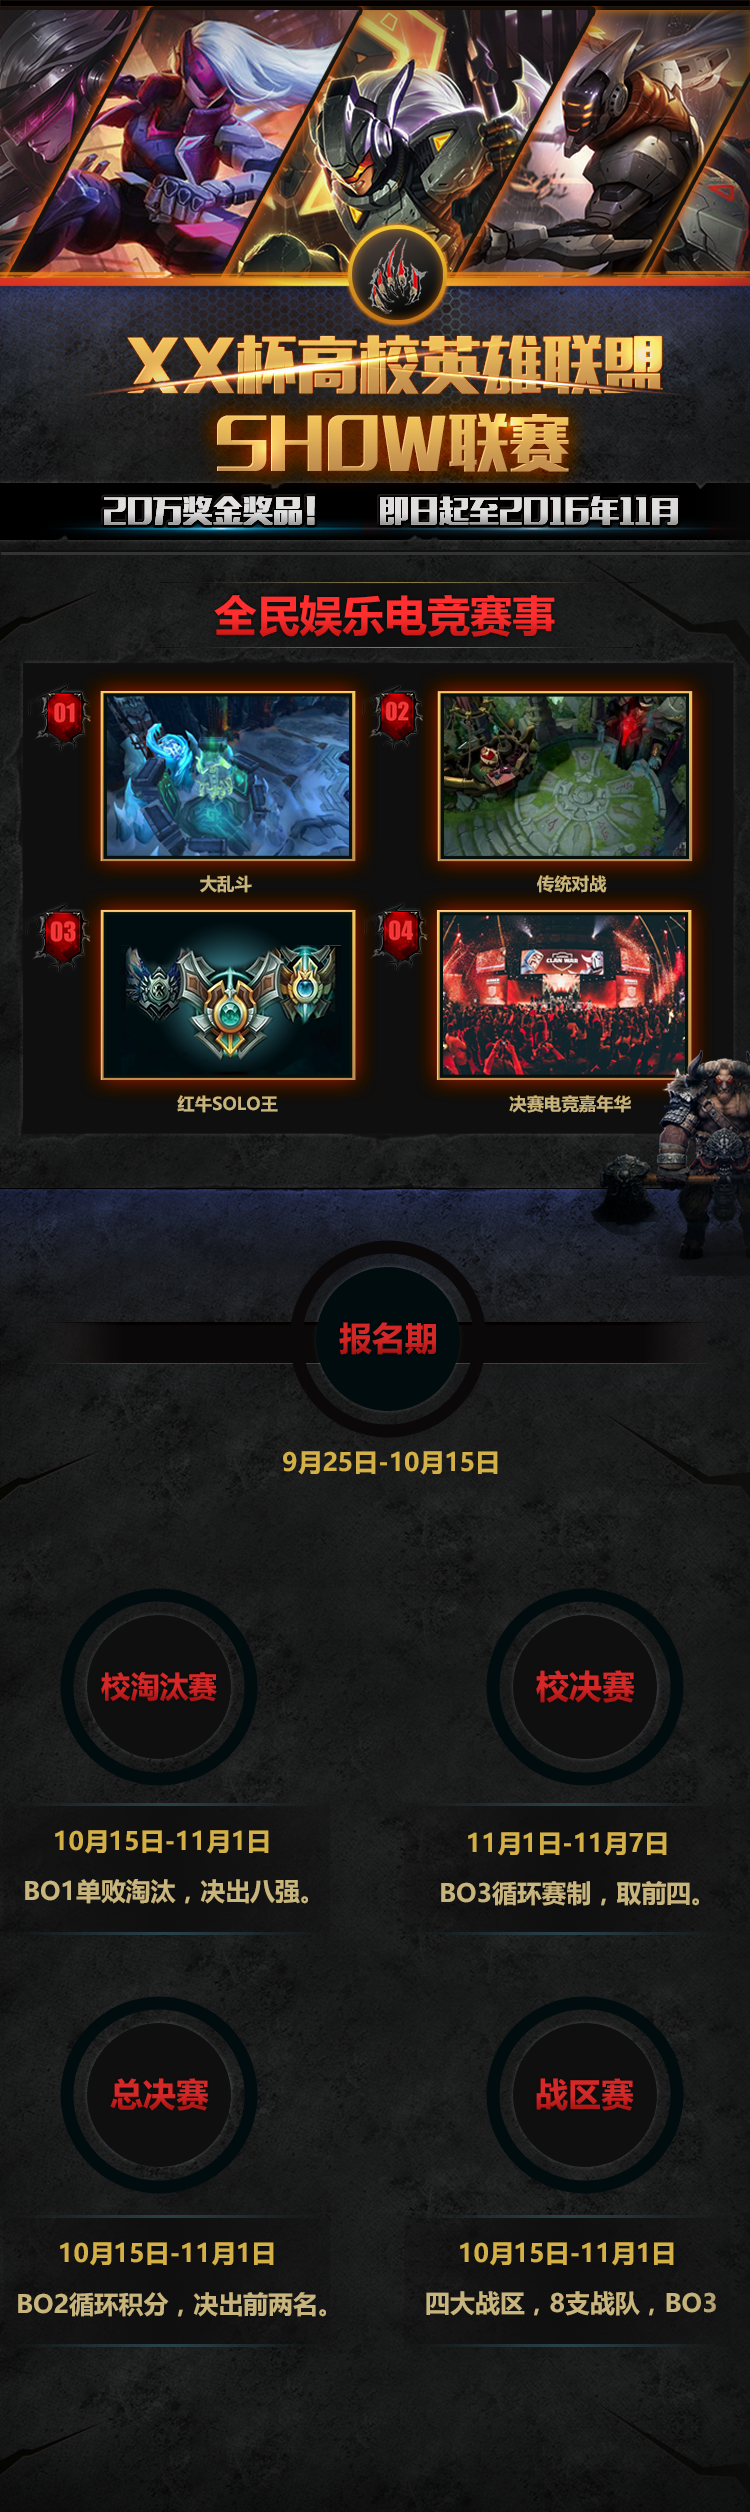 XX杯高校英雄联盟
SHOW联赛
20万奖金奖品! 即日起至2016年11月
全民娱乐电竞赛事
01
02
大乱斗
传统对战
03
04
CLAN WAR
红牛SOLO王
决赛电竞嘉年华
报名期
9月25日-10月15日
校淘汰赛
校决赛
10月15日-11月1日
11月1日-11月7日
BO1单败淘汰，决出八强。
BO3循环赛制，取前四。
总决赛
战区赛
10月15日-11月1日
10月15日-11月1日
BO2循环积分，决出前两名。
四大战区，8支战队，BO3